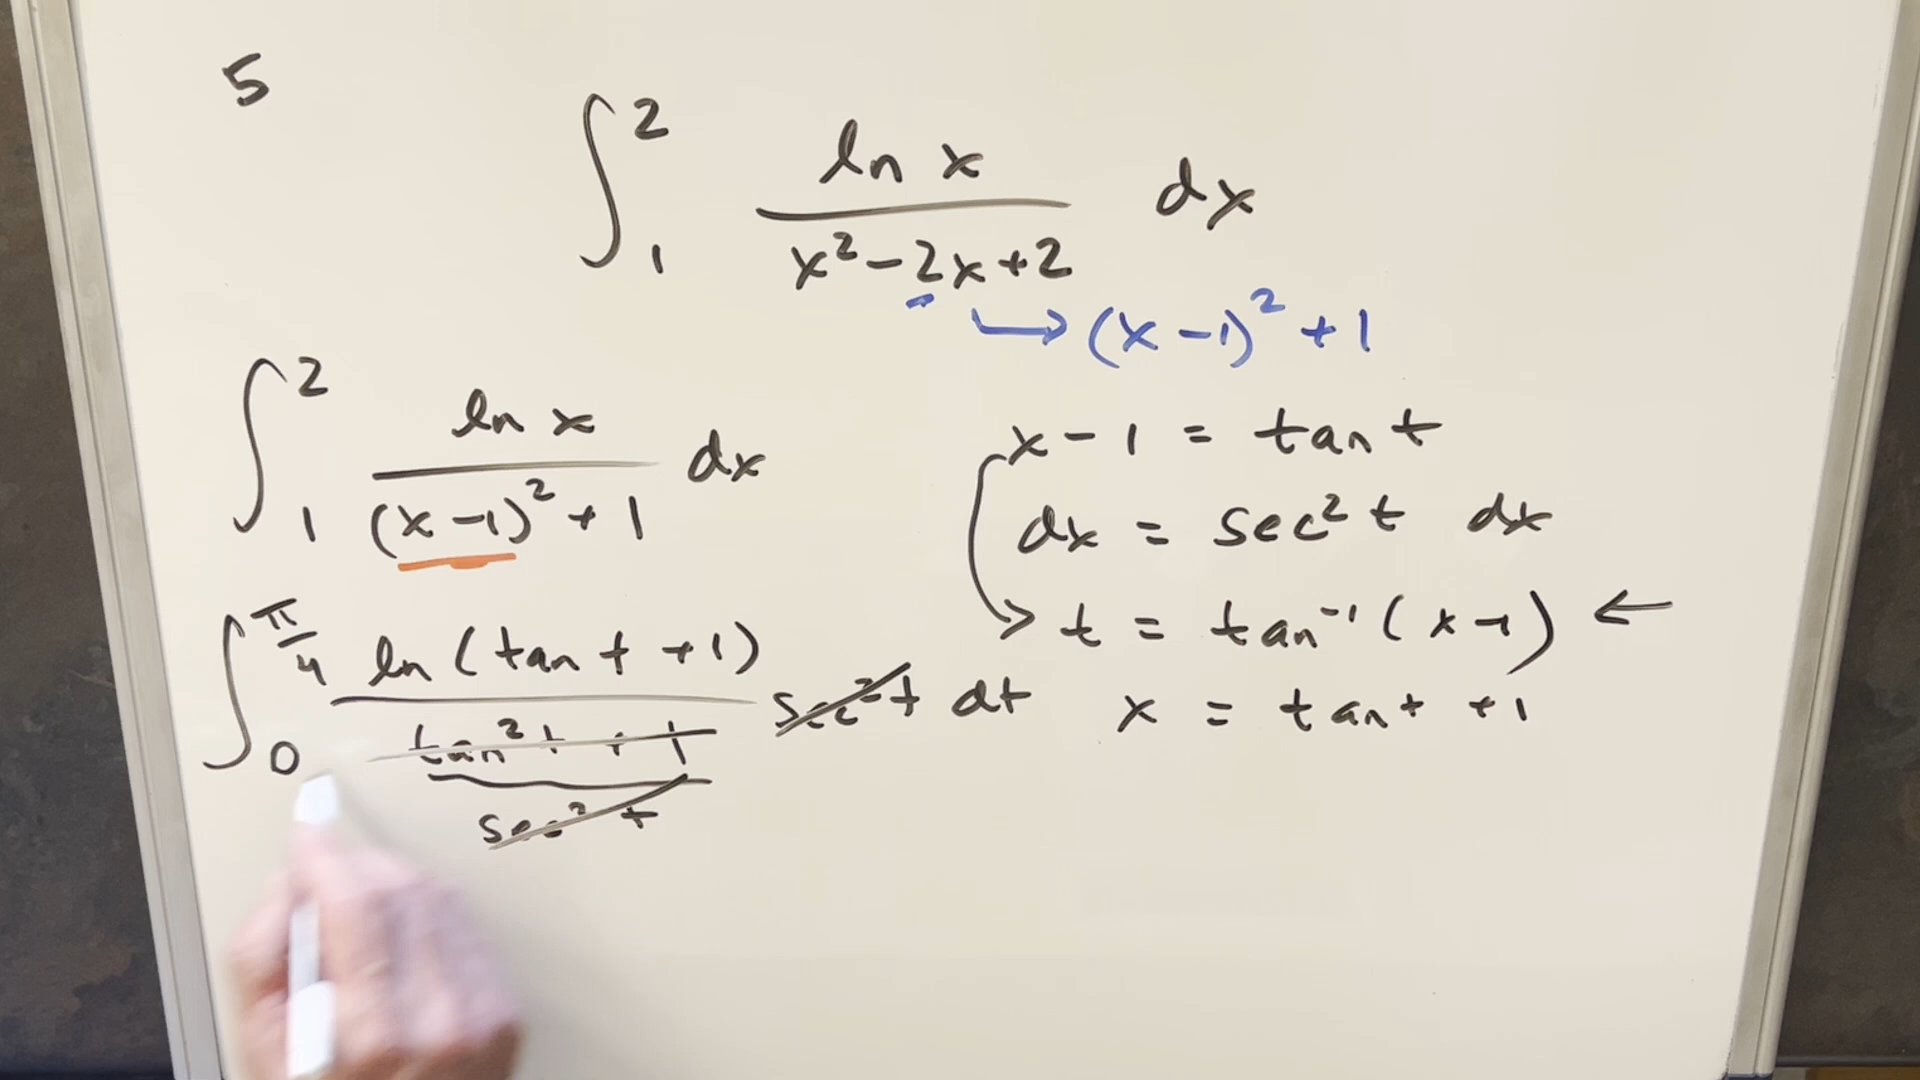 5
∫₁² ln x / (x² - 2x + 2) dx
→ (x - 1)² + 1
∫₁² ln x / ((x - 1)² + 1) dx
x - 1 = tan t
dx = sec² t dx
t = tan⁻¹ (x - 1) ←
x = tan t + 1
∫₀^(π/4) ln (tan t + 1) / (tan² t + 1) sec² t dt
sec² t